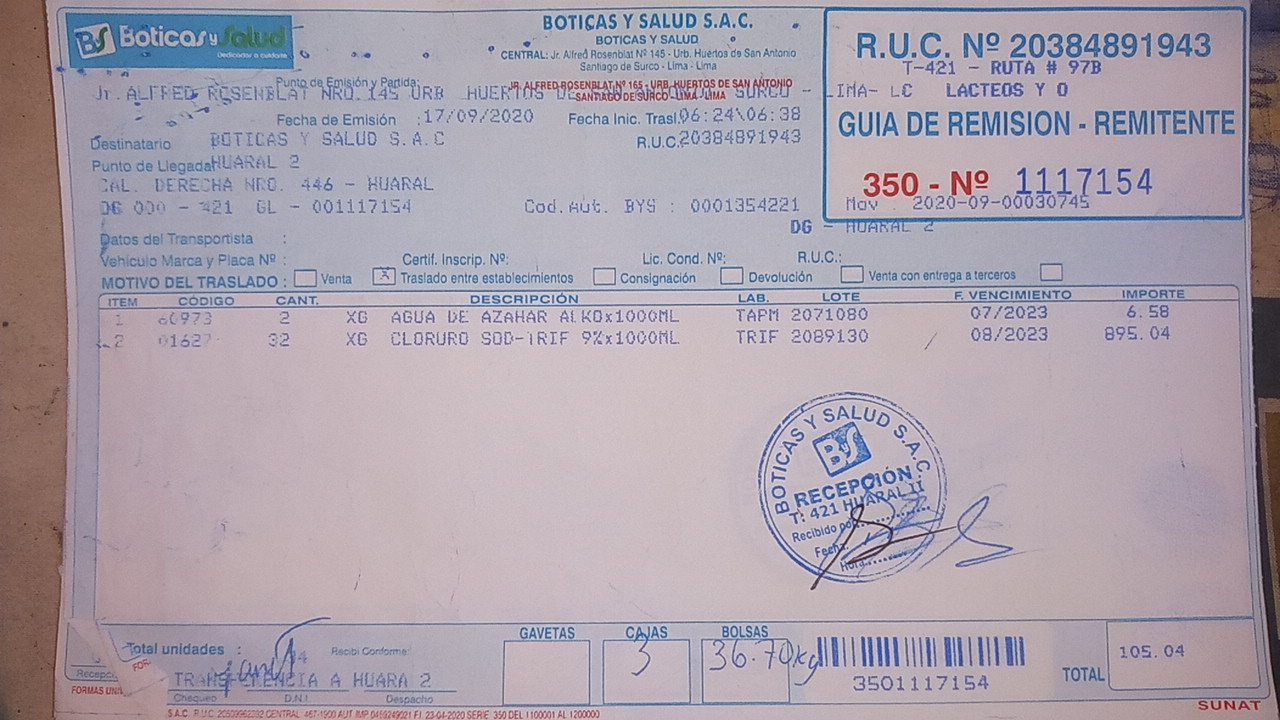 BS Boticas y Salud
Dedicados a cuidarte
BOTICAS Y SALUD S.A.C.
BOTICAS Y SALUD
CENTRAL: Jr. Alfred Rosenblat Nº 145 - Urb. Huertos de San Antonio
Santiago de Surco - Lima - Lima
R.U.C. Nº 20384891943
T-421 - RUTA # 97B
Punto de Emisión y Partida:
JR. ALFRED ROSENBLAT Nº 165 - URB. HUERTOS DE SAN ANTONIO
SANTIAGO DE SURCO - LIMA - LIMA
Jr. ALFRED ROSENBLAT NRO.145 URB HUERTOS DE SURCO - LIMA- LC LACTEOS Y O
Fecha de Emisión :17/09/2020 Fecha Inic. Trasl. 06:24\06:38
GUIA DE REMISION - REMITENTE
Destinatario BOTICAS Y SALUD S.A.C R.U.C. 20384891943
Punto de Llegada HUARAL 2
CAL. DERECHA NRO. 446 - HUARAL
350 - Nº 1117154
DG 000 - 421 GL - 001117154 Cod.Aut. BYS : 0001354221 Mov : 2020-09-00030745
DG - HUARAL 2
Datos del Transportista :
Vehículo Marca y Placa Nº : Certif. Inscrip. Nº: Lic. Cond. Nº: R.U.C.:
MOTIVO DEL TRASLADO : Venta X Traslado entre establecimientos Consignación Devolución Venta con entrega a terceros
ITEM CÓDIGO CANT. DESCRIPCIÓN LAB. LOTE F. VENCIMIENTO IMPORTE
1 60973 2 XG AGUA DE AZAHAR ALKOx1000ML TAPM 2071080 07/2023 6.58
2 01627 32 XG CLORURO SOD-TRIF 9%x1000ML TRIF 2089130 08/2023 895.04
BOTICAS Y SALUD S.A.C.
BS
RECEPCIÓN
T: 421 HUARAL II
Recibido por
Fecha:
Hora
Total unidades : 34 Recibí Conforme:
GAVETAS CAJAS BOLSAS
3 36.70kg
TRANSFERENCIA A HUARA 2
Chequeo D.N.I. Despacho
3501117154
TOTAL 105.04
SUNAT